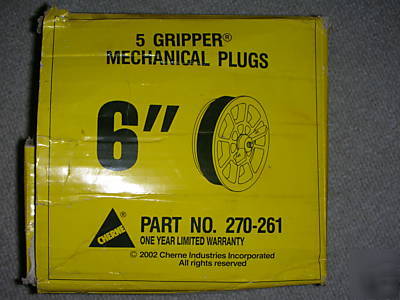 5 GRIPPER®
MECHANICAL PLUGS
6"
CHERNE
PART NO. 270-261
ONE YEAR LIMITED WARRANTY
© 2002 Cherne Industries Incorporated
All rights reserved